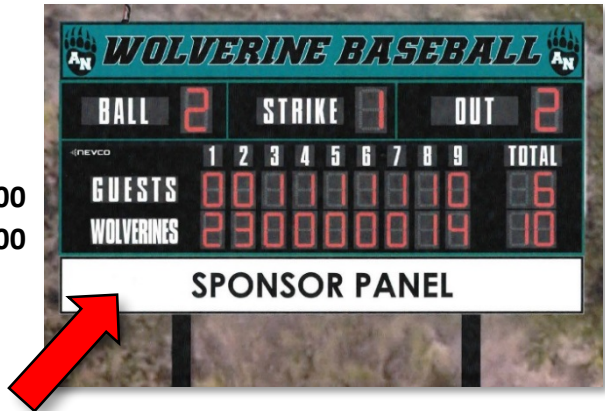 AN WOLVERINE BASEBALL AN
BALL 2 STRIKE 1 OUT 2
NEVCO 1 2 3 4 5 6 7 8 9 TOTAL
00
GUESTS 0 0 1 1 1 1 1 1 0 6
00
WOLVERINES 2 3 0 0 0 0 0 1 4 10
SPONSOR PANEL